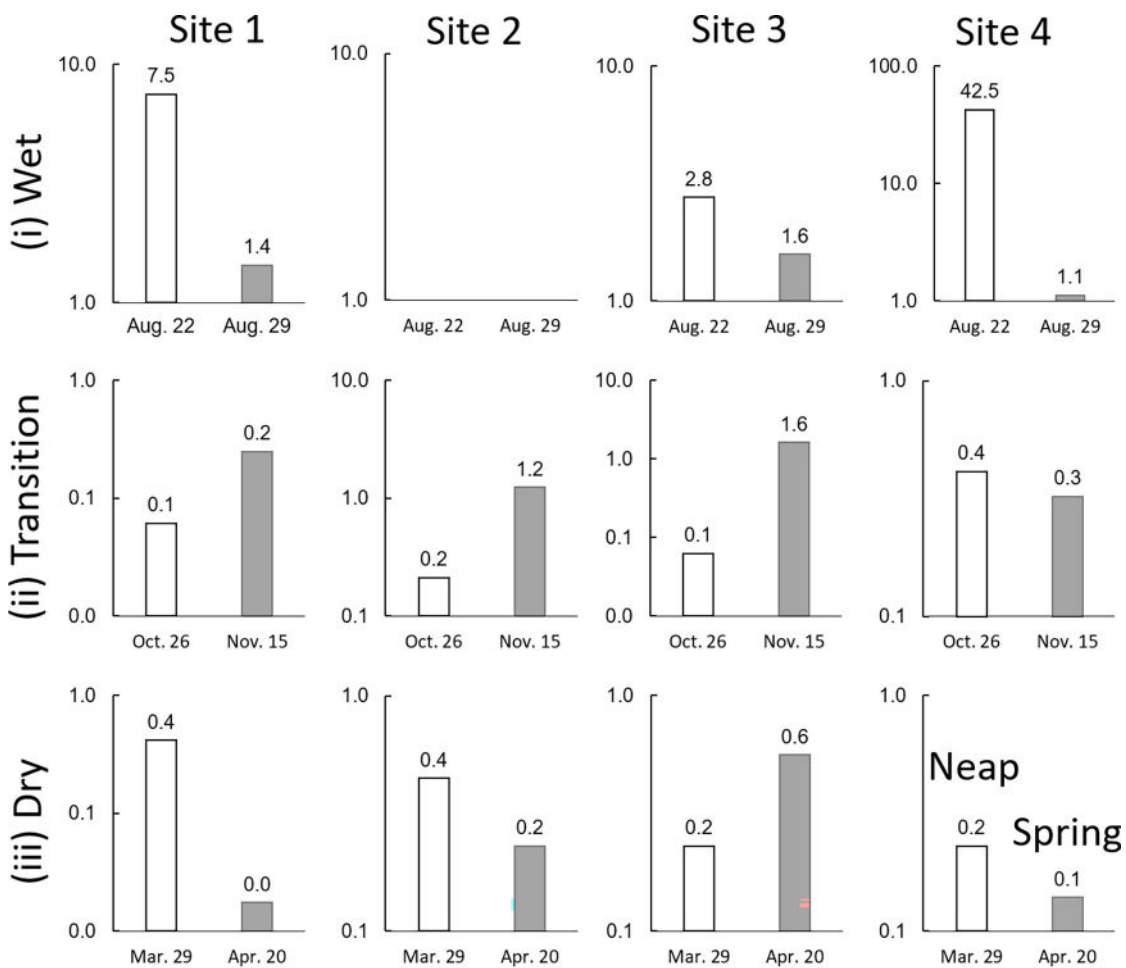 Site 1 Site 2 Site 3 Site 4
(i) Wet
10.0
1.0
7.5
1.4
Aug. 22 Aug. 29
10.0
1.0
Aug. 22 Aug. 29
10.0
1.0
2.8
1.6
Aug. 22 Aug. 29
100.0
10.0
1.0
42.5
1.1
Aug. 22 Aug. 29
(ii) Transition
1.0
0.1
0.0
0.1
0.2
Oct. 26 Nov. 15
10.0
1.0
0.1
0.2
1.2
Oct. 26 Nov. 15
10.0
1.0
0.1
0.0
0.1
1.6
Oct. 26 Nov. 15
1.0
0.1
0.4
0.3
Oct. 26 Nov. 15
(iii) Dry
1.0
0.1
0.0
0.4
0.0
Mar. 29 Apr. 20
1.0
0.1
0.4
0.2
Mar. 29 Apr. 20
1.0
0.1
0.2
0.6
Mar. 29 Apr. 20
1.0
0.1
Neap
0.2
Spring
0.1
Mar. 29 Apr. 20